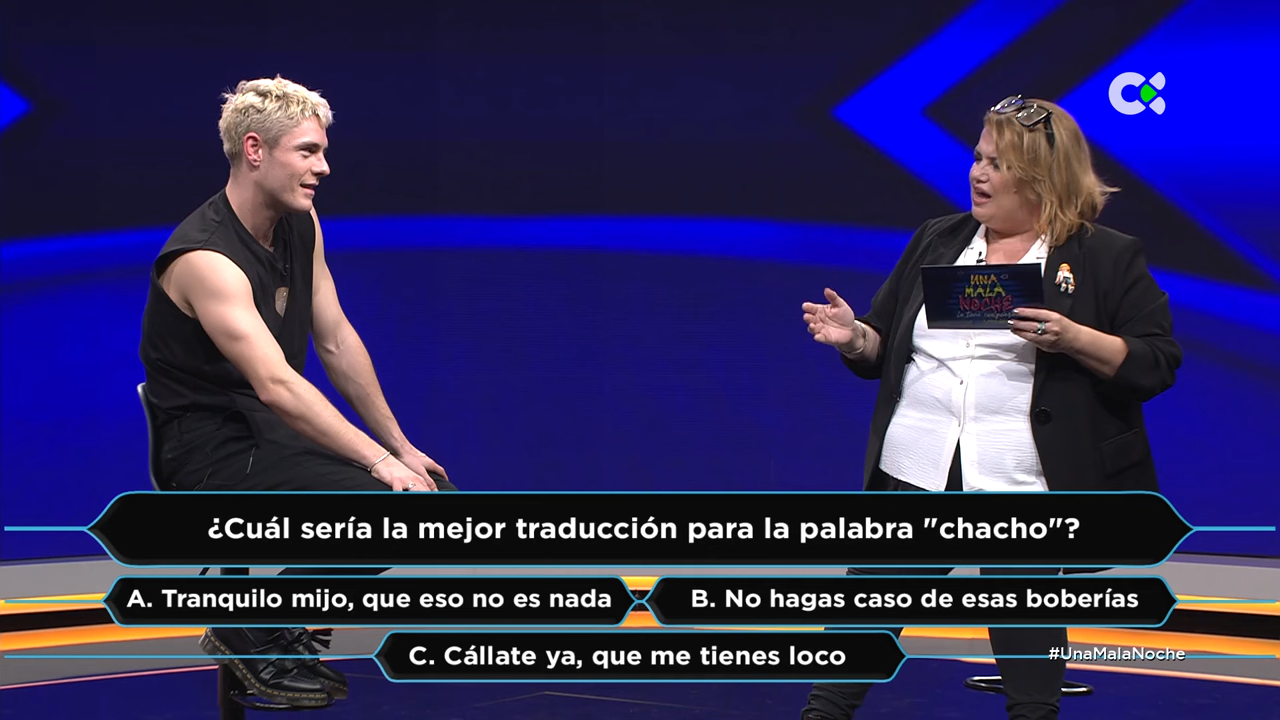 UNA
MALA
NOCHE
¿Cuál sería la mejor traducción para la palabra "chacho"?
A. Tranquilo mijo, que eso no es nada
B. No hagas caso de esas boberías
C. Cállate ya, que me tienes loco
#UnaMalaNoche